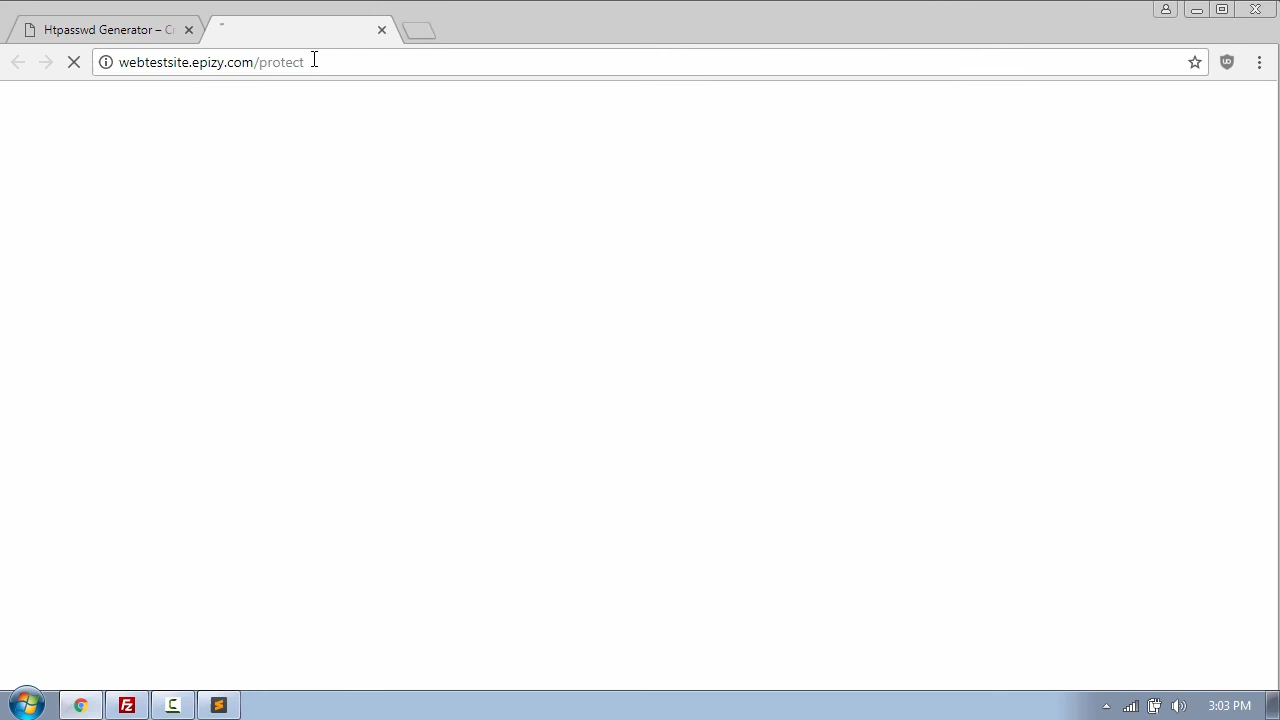 Htpasswd Generator – Cr
webtestsite.epizy.com/protect
3:03 PM